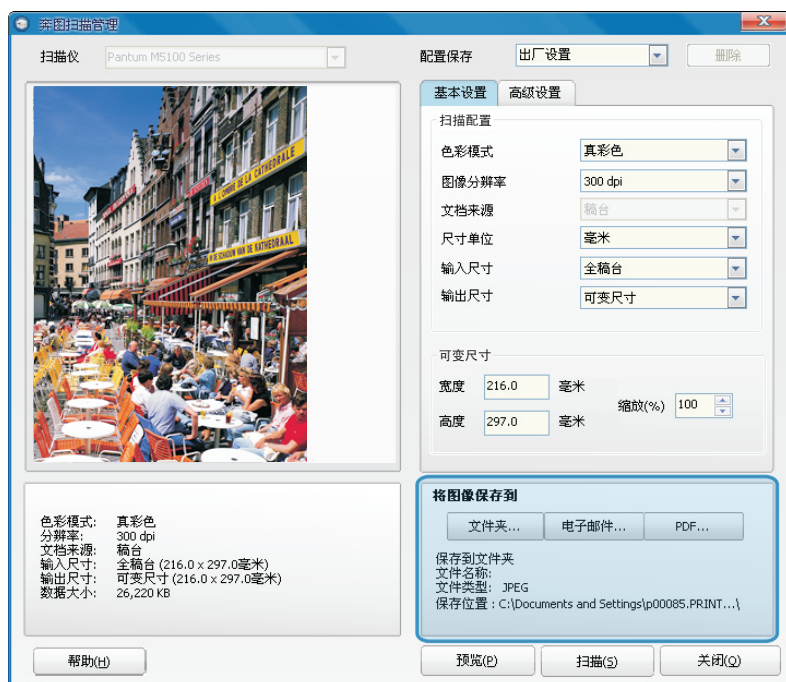 奔图扫描管理
扫描仪 Pantum M5100 Series
配置保存 出厂设置 删除
基本设置 高级设置
扫描配置
色彩模式 真彩色
图像分辨率 300 dpi
文档来源 稿台
尺寸单位 毫米
输入尺寸 全稿台
输出尺寸 可变尺寸
可变尺寸
宽度 216.0 毫米
缩放(%) 100
高度 297.0 毫米
A L'OMBRE DE LA CATHEDRALE
IN DE SCHADUW VAN DE KATHEDRAAL
色彩模式: 真彩色
分辨率: 300 dpi
文档来源: 稿台
输入尺寸: 全稿台 (216.0 x 297.0毫米)
输出尺寸: 可变尺寸 (216.0 x 297.0毫米)
数据大小: 26,220 KB
将图像保存到
文件夹... 电子邮件... PDF...
保存到文件夹
文件名称:
文件类型: JPEG
保存位置 : C:\Documents and Settings\p00085.PRINT...\
帮助(H) 预览(P) 扫描(S) 关闭(O)